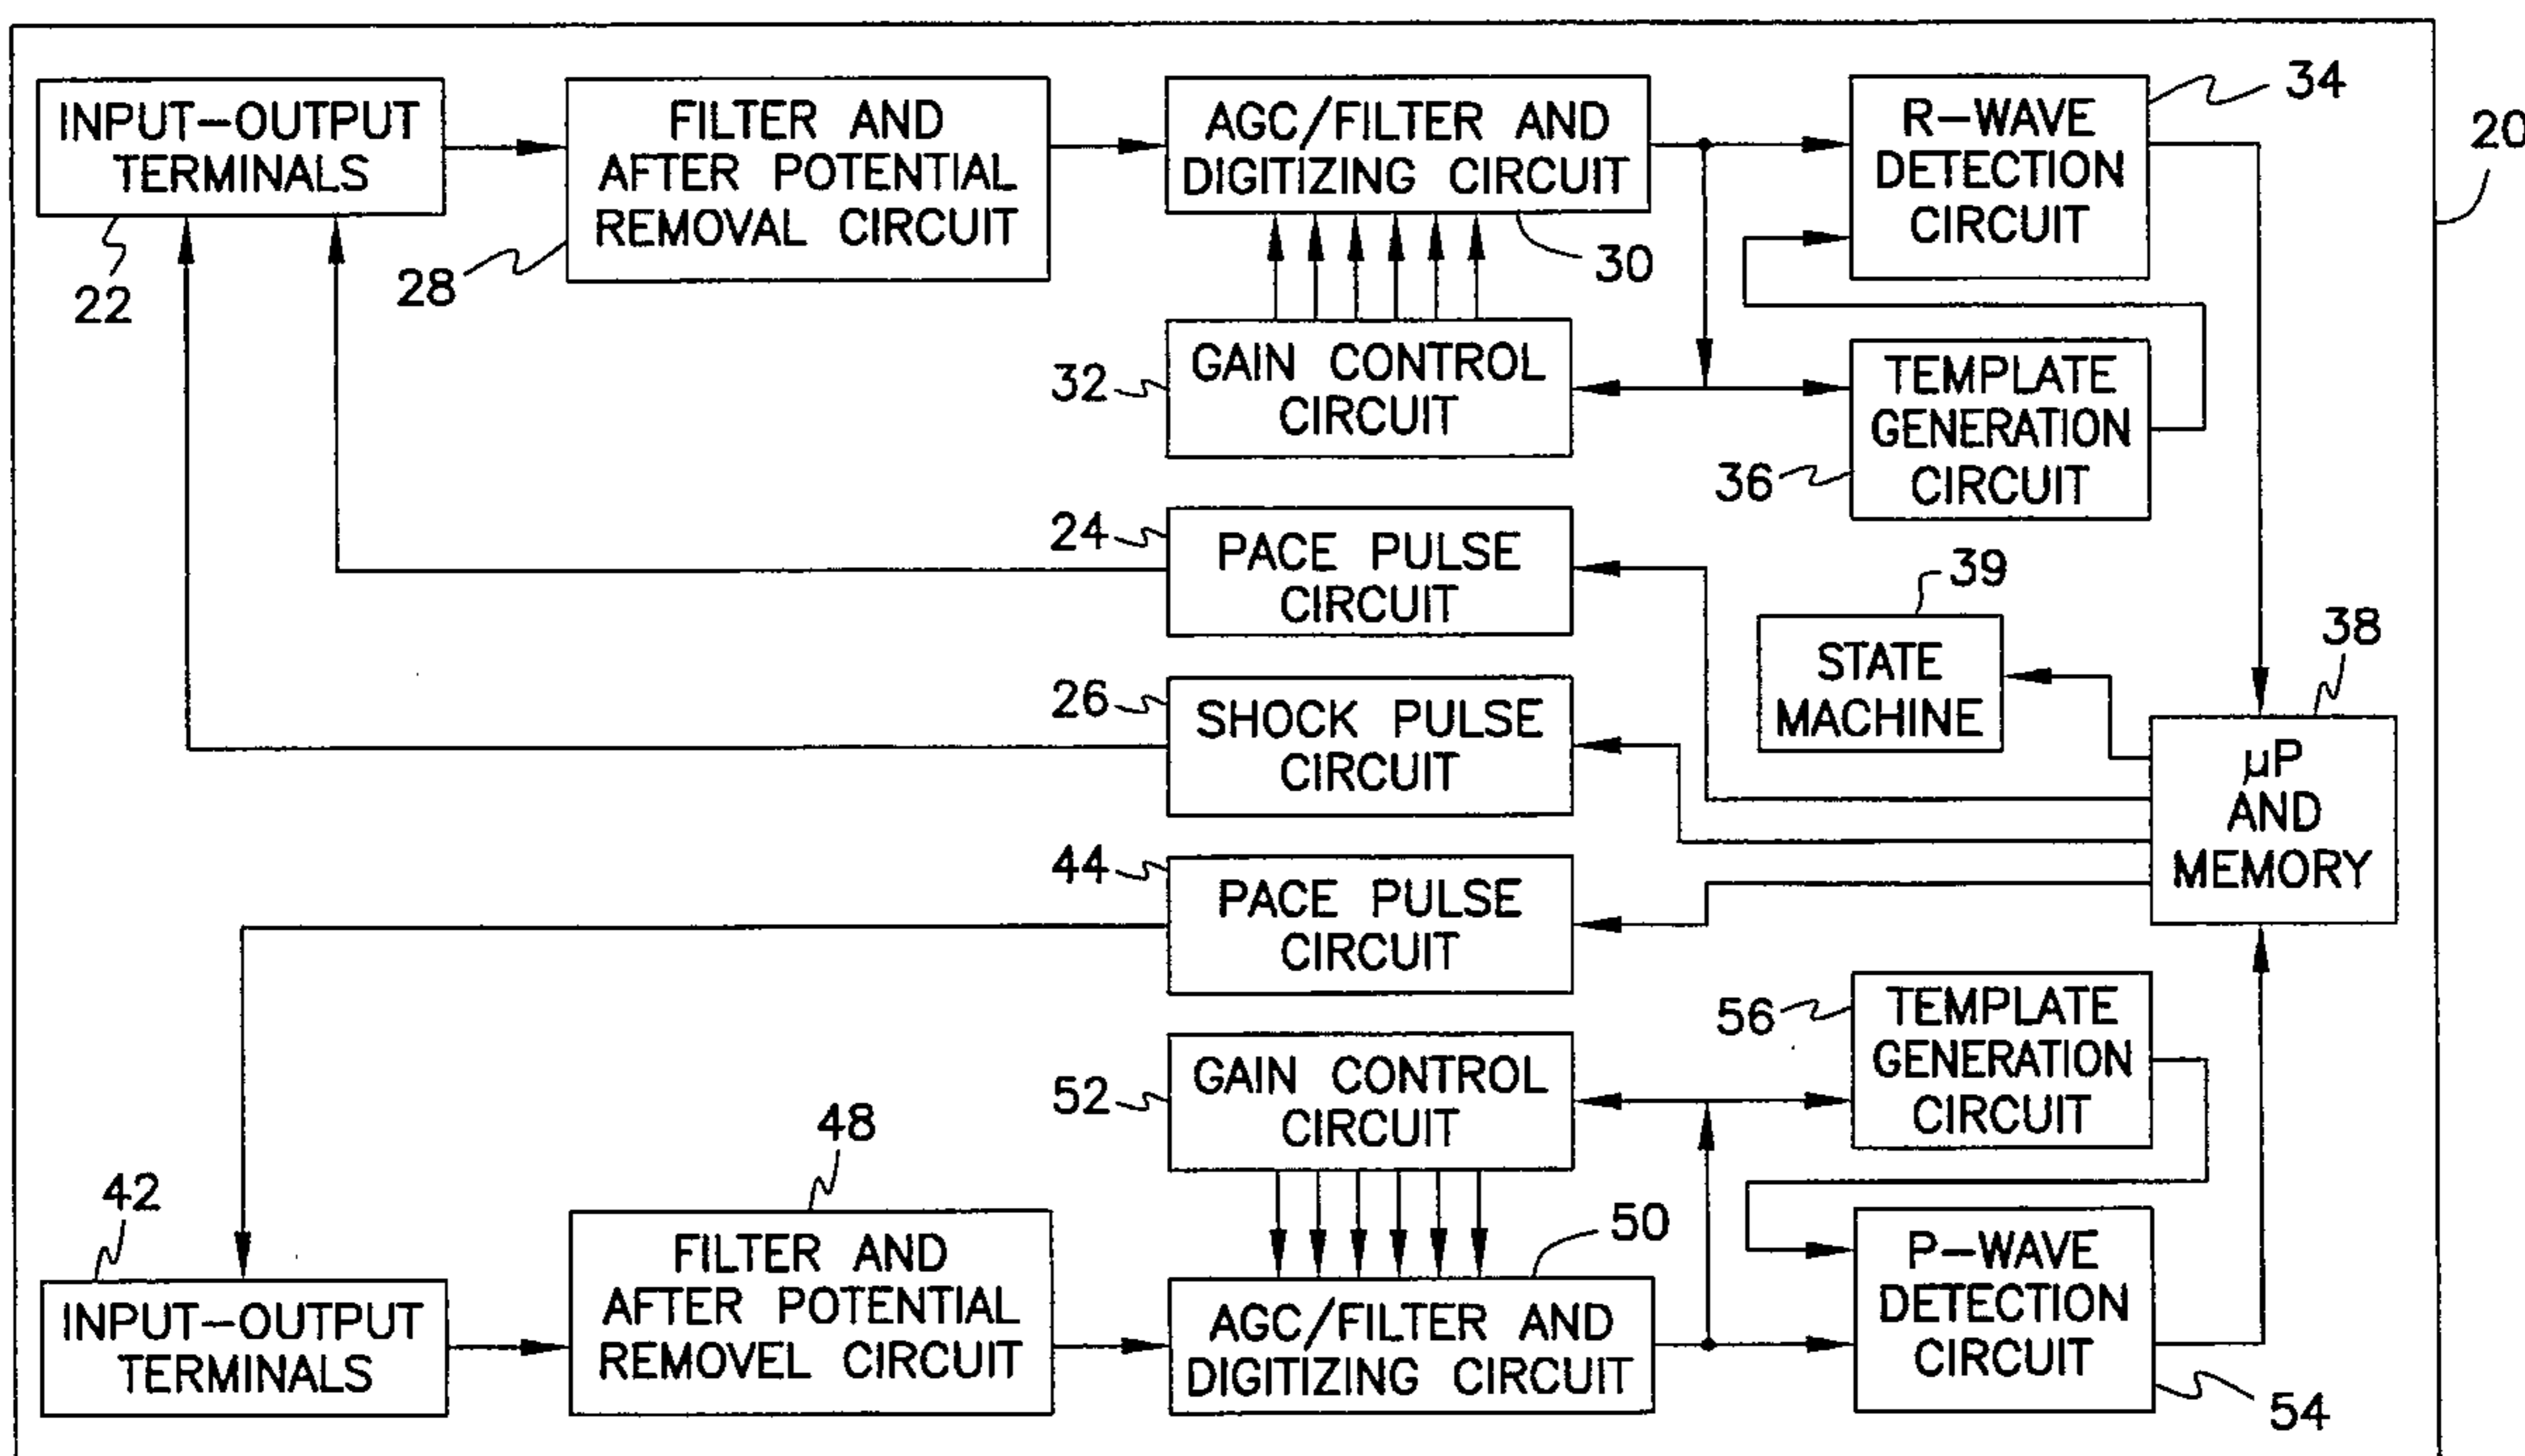 INPUT-OUTPUT
TERMINALS
22
FILTER AND
AFTER POTENTIAL
REMOVAL CIRCUIT
28
AGC/FILTER AND
DIGITIZING CIRCUIT
30
R-WAVE
DETECTION
CIRCUIT
34
20
GAIN CONTROL
CIRCUIT
32
TEMPLATE
GENERATION
CIRCUIT
36
24
PACE PULSE
CIRCUIT
39
STATE
MACHINE
38
µP
AND
MEMORY
26
SHOCK PULSE
CIRCUIT
44
PACE PULSE
CIRCUIT
56
TEMPLATE
GENERATION
CIRCUIT
52
GAIN CONTROL
CIRCUIT
42
INPUT-OUTPUT
TERMINALS
48
FILTER AND
AFTER POTENTIAL
REMOVEL CIRCUIT
50
AGC/FILTER AND
DIGITIZING CIRCUIT
P-WAVE
DETECTION
CIRCUIT
54